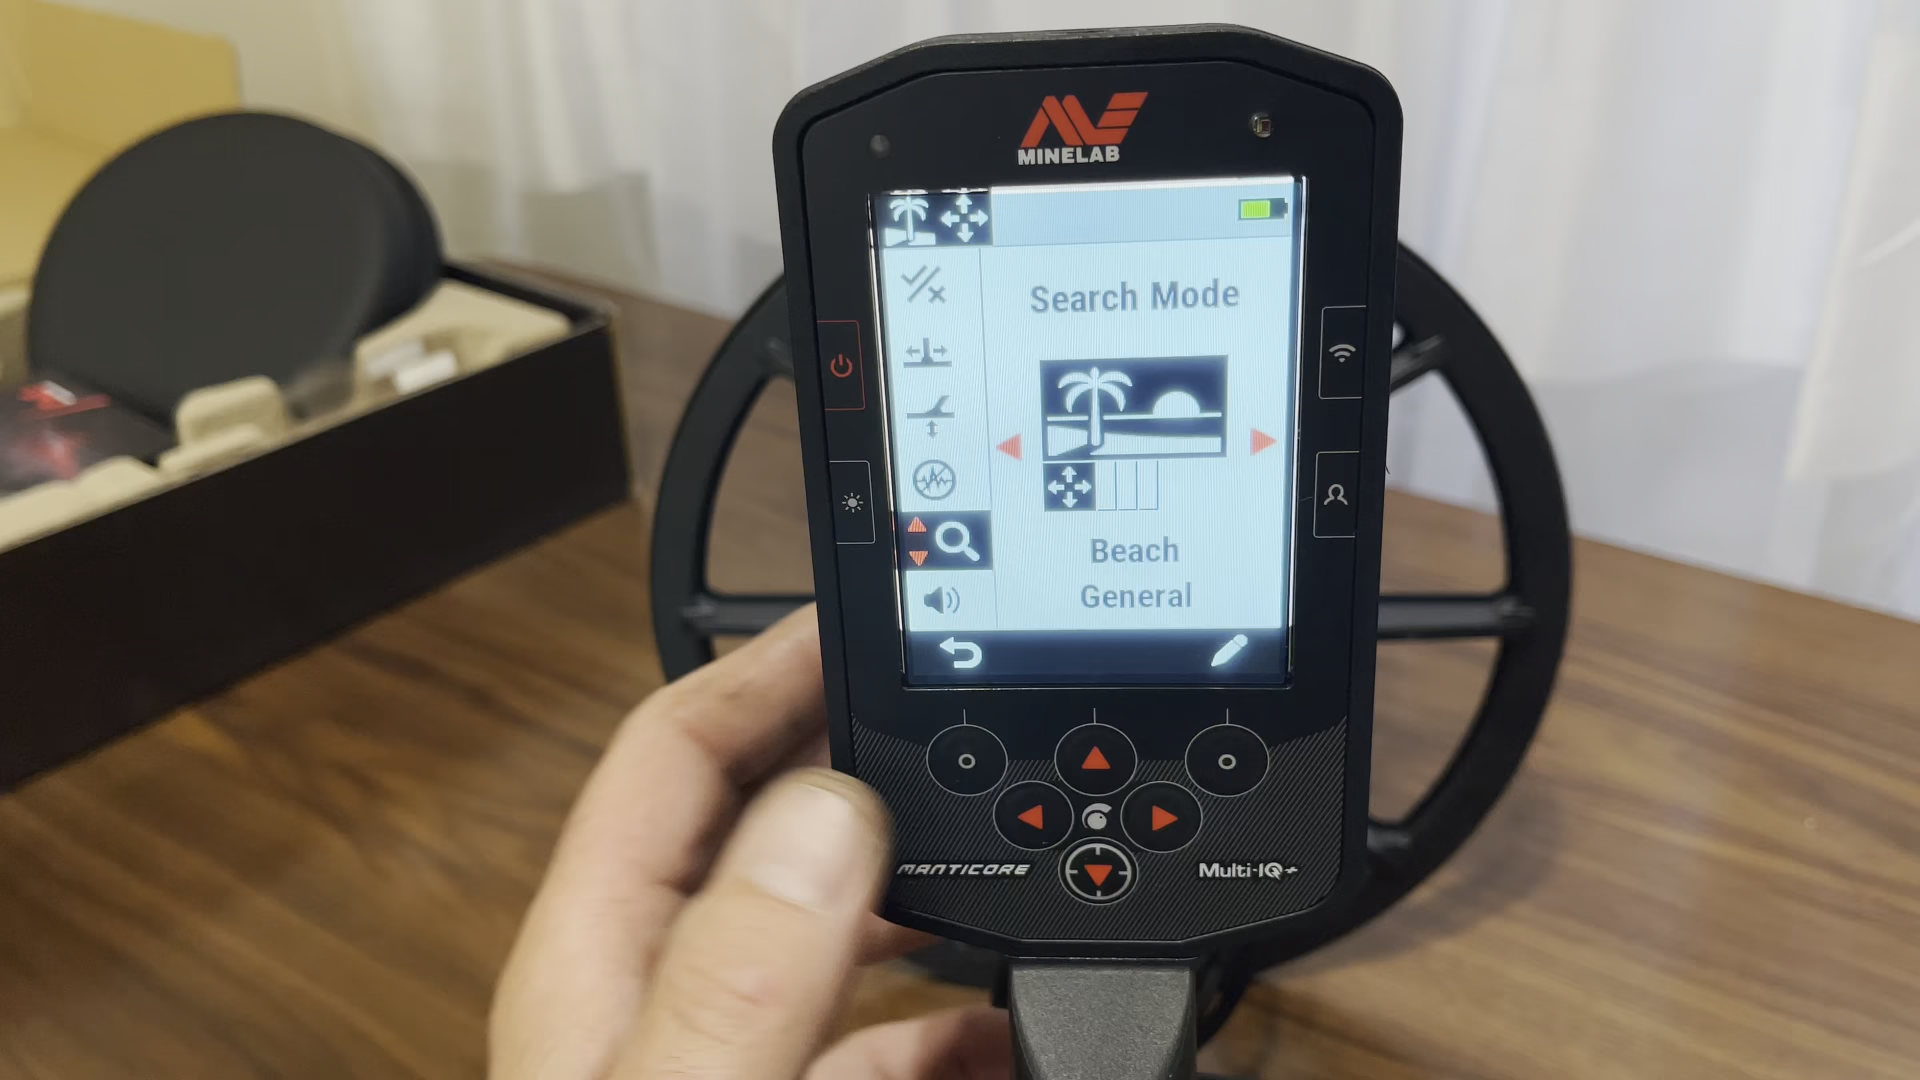 MINELAB
Search Mode
Beach
General
MANTICORE
Multi-IQ+